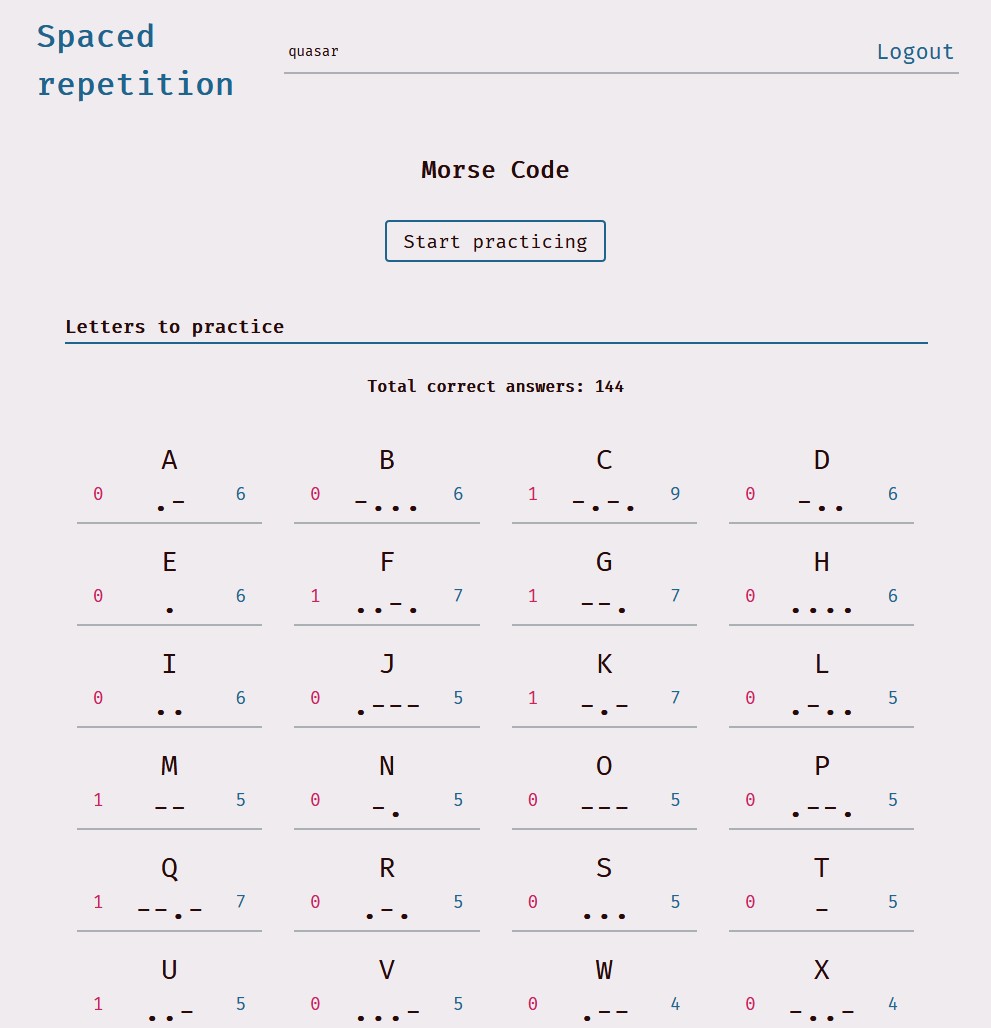 Spaced
repetition
quasar
Logout
Morse Code
Start practicing
Letters to practice
Total correct answers: 144
A B C D
0 .- 6 0 -... 6 1 -.-. 9 0 -.. 6
E F G H
0 . 6 1 ..-. 7 1 --. 7 0 .... 6
I J K L
0 .. 6 0 .--- 5 1 -.- 7 0 .-.. 5
M N O P
1 -- 5 0 -. 5 0 --- 5 0 .--. 5
Q R S T
1 --.- 7 0 .-. 5 0 ... 5 0 - 5
U V W X
1 ..- 5 0 ...- 5 0 .-- 4 0 -..- 4